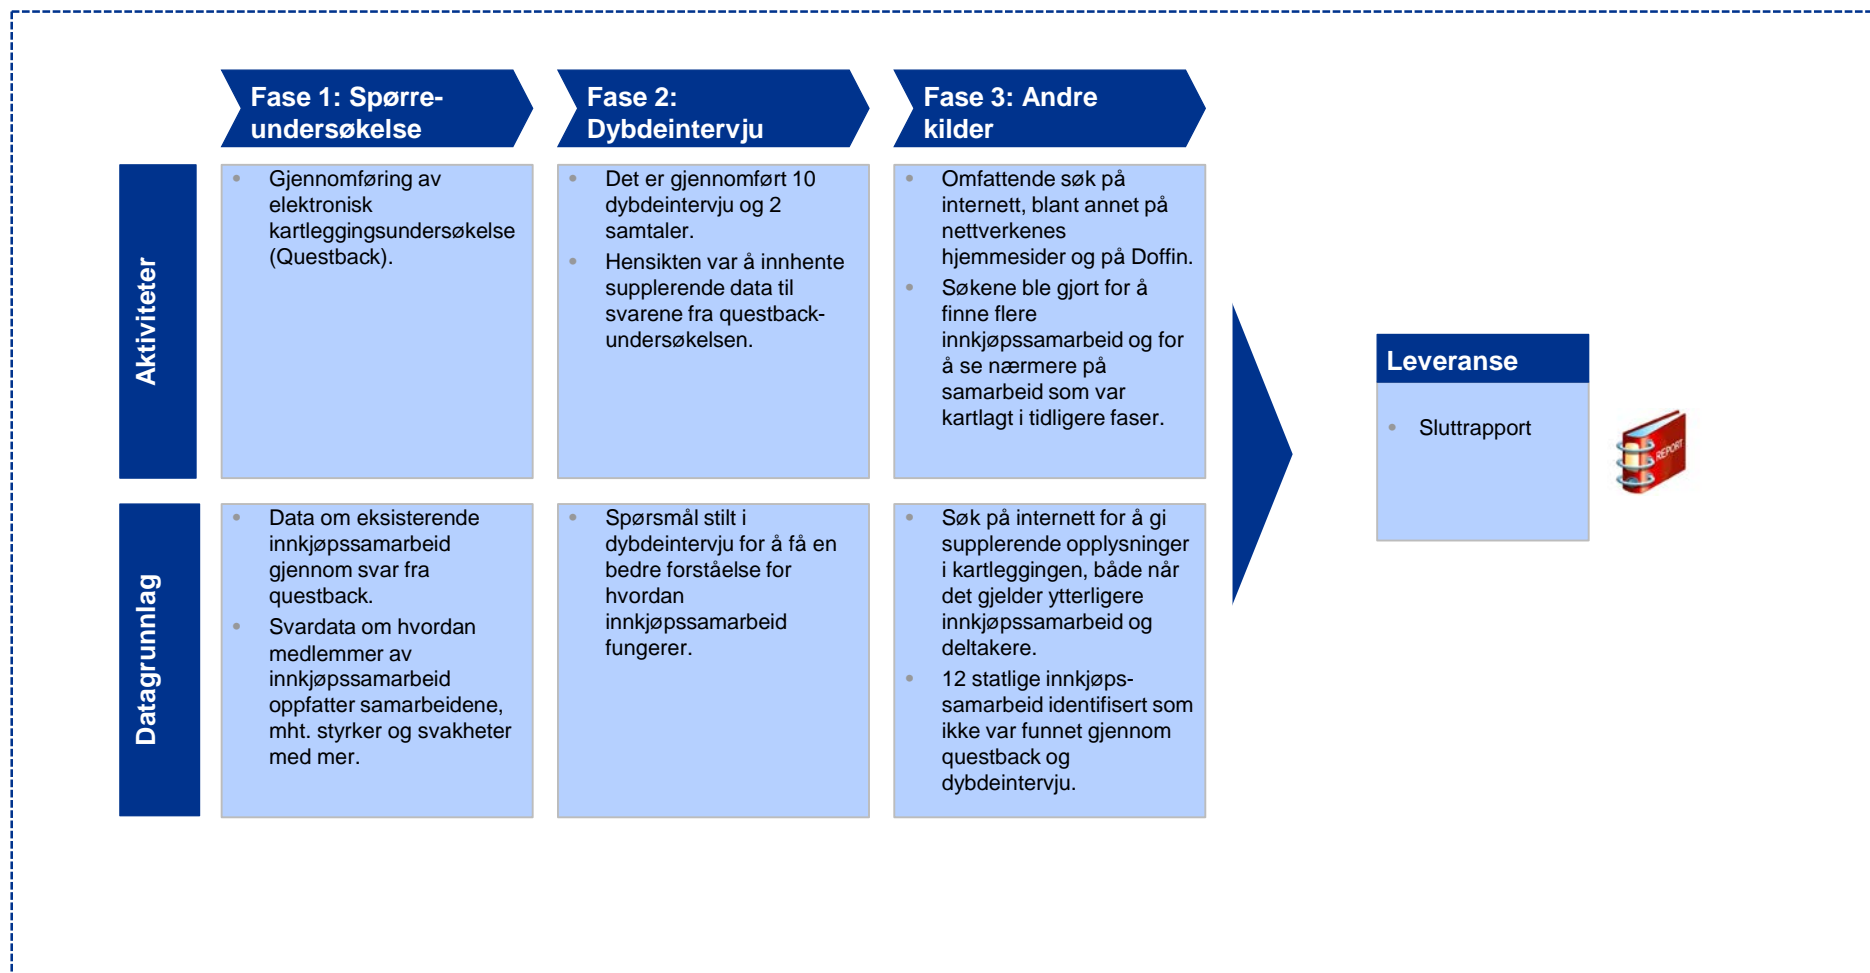 Fase 1: Spørre-
undersøkelse
Fase 2:
Dybdeintervju
Fase 3: Andre
kilder
Aktiviteter
• Gjennomføring av
elektronisk
kartleggingsundersøkelse
(Questback).
• Det er gjennomført 10
dybdeintervju og 2
samtaler.
• Hensikten var å innhente
supplerende data til
svarene fra questback-
undersøkelsen.
• Omfattende søk på
internett, blant annet på
nettverkenes
hjemmesider og på Doffin.
• Søkene ble gjort for å
finne flere
innkjøpssamarbeid og for
å se nærmere på
samarbeid som var
kartlagt i tidligere faser.
Datagrunnlag
• Data om eksisterende
innkjøpssamarbeid
gjennom svar fra
questback.
• Svardata om hvordan
medlemmer av
innkjøpssamarbeid
oppfatter samarbeidene,
mht. styrker og svakheter
med mer.
• Spørsmål stilt i
dybdeintervju for å få en
bedre forståelse for
hvordan
innkjøpssamarbeid
fungerer.
• Søk på internett for å gi
supplerende opplysninger
i kartleggingen, både når
det gjelder ytterligere
innkjøpssamarbeid og
deltakere.
• 12 statlige innkjøps-
samarbeid identifisert som
ikke var funnet gjennom
questback og
dybdeintervju.
Leveranse
• Sluttrapport
REPORT